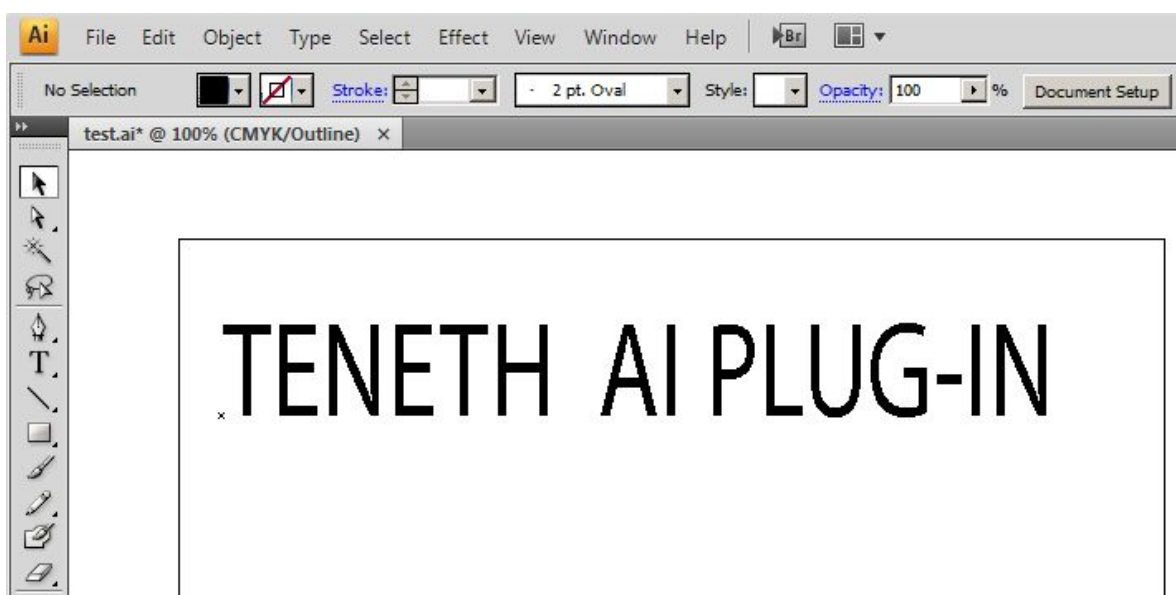 Ai File Edit Object Type Select Effect View Window Help Br
No Selection Stroke: 2 pt. Oval Style: Opacity: 100 % Document Setup
test.ai* @ 100% (CMYK/Outline) ×
T
TENETH AI PLUG-IN